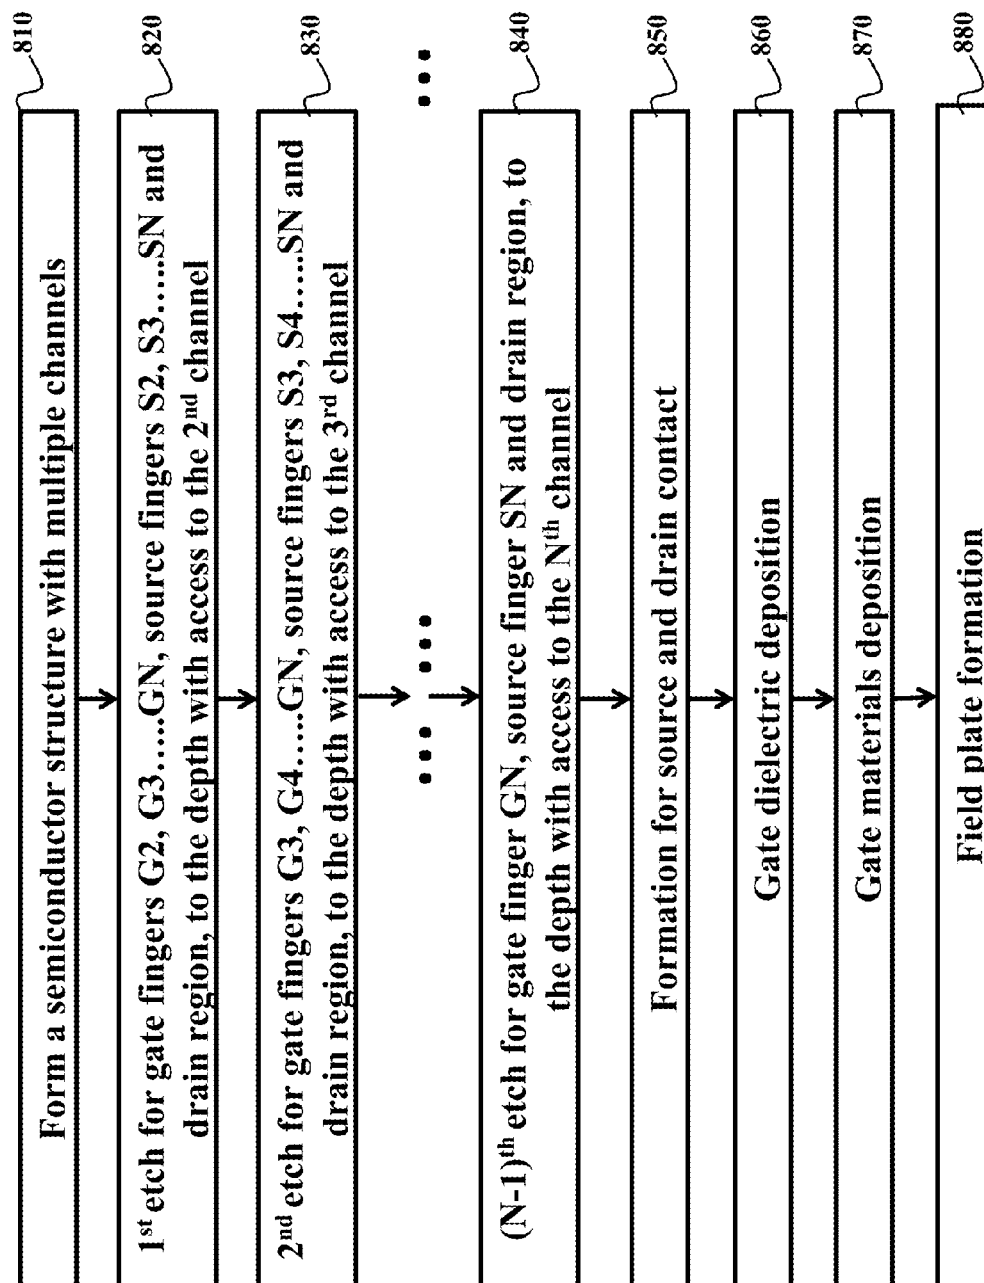 810
Form a semiconductor structure with multiple channels
820
1st etch for gate fingers G2, G3.....GN, source fingers S2, S3.....SN and
drain region, to the depth with access to the 2nd channel
830
2nd etch for gate fingers G3, G4.....GN, source fingers S3, S4.....SN and
drain region, to the depth with access to the 3rd channel
840
(N-1)th etch for gate finger GN, source finger SN and drain region, to
the depth with access to the Nth channel
850
Formation for source and drain contact
860
Gate dielectric deposition
870
Gate materials deposition
880
Field plate formation